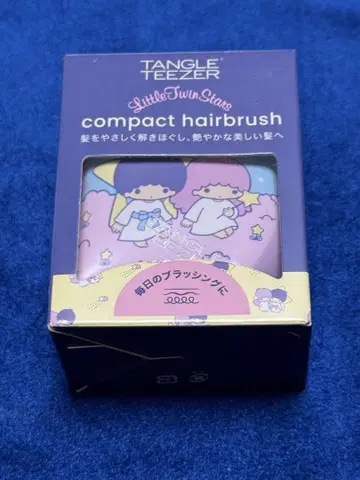 TANGLE
TEEZER
LittleTwinStars
compact hairbrush
髪をやさしく解きほぐし、艶やかな美しい髪へ
毎日のブラッシングに